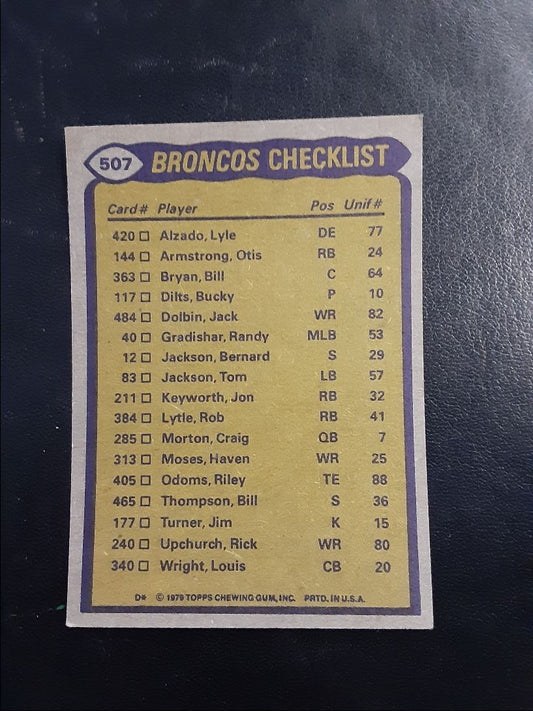 507 BRONCOS CHECKLIST
Card # Player Pos Unif #
420 Alzado, Lyle DE 77
144 Armstrong, Otis RB 24
363 Bryan, Bill C 64
117 Dilts, Bucky P 10
484 Dolbin, Jack WR 82
40 Gradishar, Randy MLB 53
12 Jackson, Bernard S 29
83 Jackson, Tom LB 57
211 Keyworth, Jon RB 32
384 Lytle, Rob RB 41
285 Morton, Craig QB 7
313 Moses, Haven WR 25
405 Odoms, Riley TE 88
465 Thompson, Bill S 36
177 Turner, Jim K 15
240 Upchurch, Rick WR 80
340 Wright, Louis CB 20
D* © 1979 TOPPS CHEWING GUM, INC. PRTD. IN U.S.A.